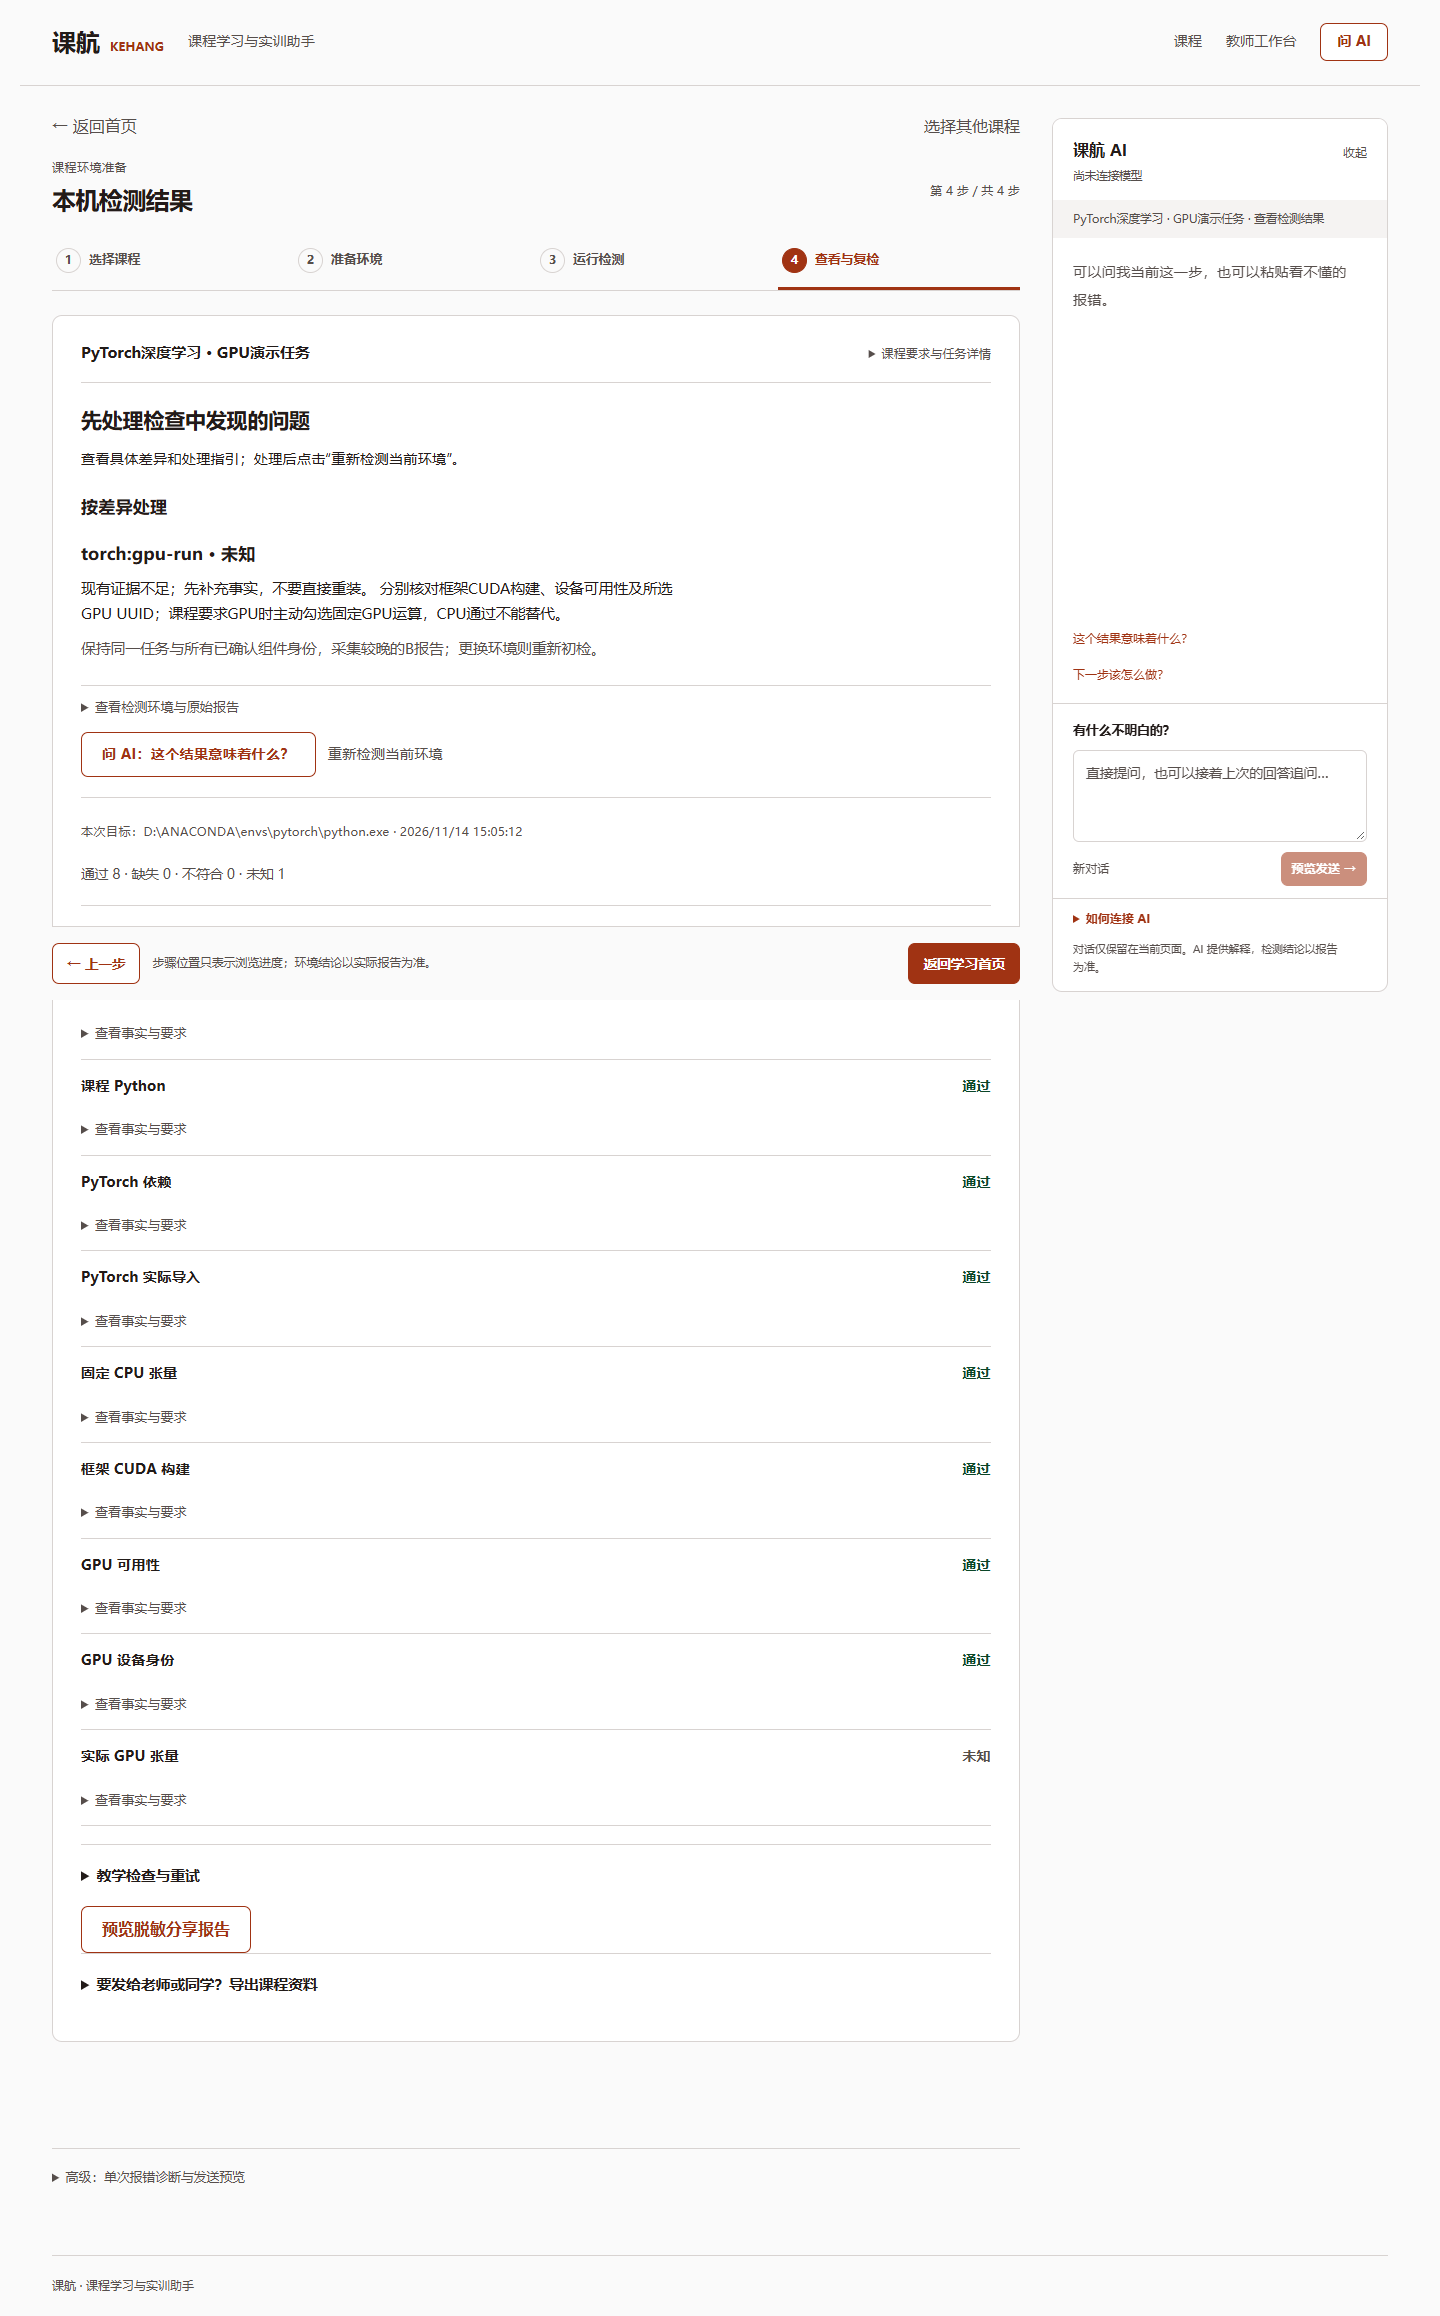 课航 KEHANG 课程学习与实训助手 课程 教师工作台 问 AI
← 返回首页 选择其他课程
课程环境准备
本机检测结果
第 4 步 / 共 4 步
1 选择课程 2 准备环境 3 运行检测 4 查看与复检
PyTorch深度学习 • GPU演示任务
▶ 课程要求与任务详情
先处理检查中发现的问题
查看具体差异和处理指引；处理后点击“重新检测当前环境”。
按差异处理
torch:gpu-run • 未知
现有证据不足；先补充事实，不要直接重装。 分别核对框架CUDA构建、设备可用性及所选
GPU UUID；课程要求GPU时主动勾选固定GPU运算，CPU通过不能替代。
保持同一任务与所有已确认组件身份，采集较晚的B报告；更换环境则重新初检。
▶ 查看检测环境与原始报告
问 AI：这个结果意味着什么？ 重新检测当前环境
本次目标：D:\ANACONDA\envs\pytorch\python.exe · 2026/11/14 15:05:12
通过 8 · 缺失 0 · 不符合 0 · 未知 1
← 上一步 步骤位置只表示浏览进度；环境结论以实际报告为准。 返回学习首页
▶ 查看事实与要求
课程 Python 通过
▶ 查看事实与要求
PyTorch 依赖 通过
▶ 查看事实与要求
PyTorch 实际导入 通过
▶ 查看事实与要求
固定 CPU 张量 通过
▶ 查看事实与要求
框架 CUDA 构建 通过
▶ 查看事实与要求
GPU 可用性 通过
▶ 查看事实与要求
GPU 设备身份 通过
▶ 查看事实与要求
实际 GPU 张量 未知
▶ 查看事实与要求
▶ 教学检查与重试
预览脱敏分享报告
▶ 要发给老师或同学？导出课程资料
▶ 高级：单次报错诊断与发送预览
课航 AI 收起
尚未连接模型
PyTorch深度学习 · GPU演示任务 · 查看检测结果
可以问我当前这一步，也可以粘贴看不懂的
报错。
这个结果意味着什么？
下一步该怎么做？
有什么不明白的？
直接提问，也可以接着上次的回答追问...
新对话 预览发送 →
▶ 如何连接 AI
对话仅保留在当前页面。AI 提供解释，检测结论以报告
为准。
课航 · 课程学习与实训助手